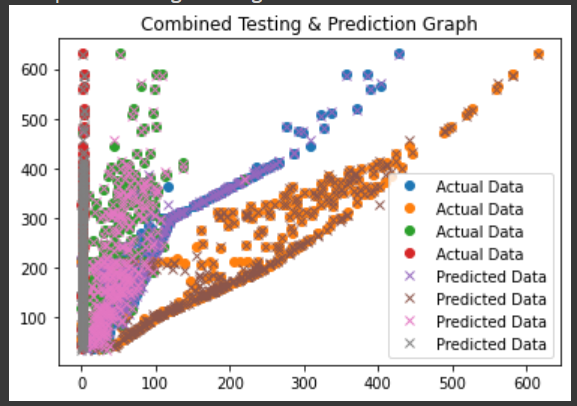 Combined Testing & Prediction Graph
600
500
400
300
200
100
0 100 200 300 400 500 600
Actual Data
Actual Data
Actual Data
Actual Data
Predicted Data
Predicted Data
Predicted Data
Predicted Data